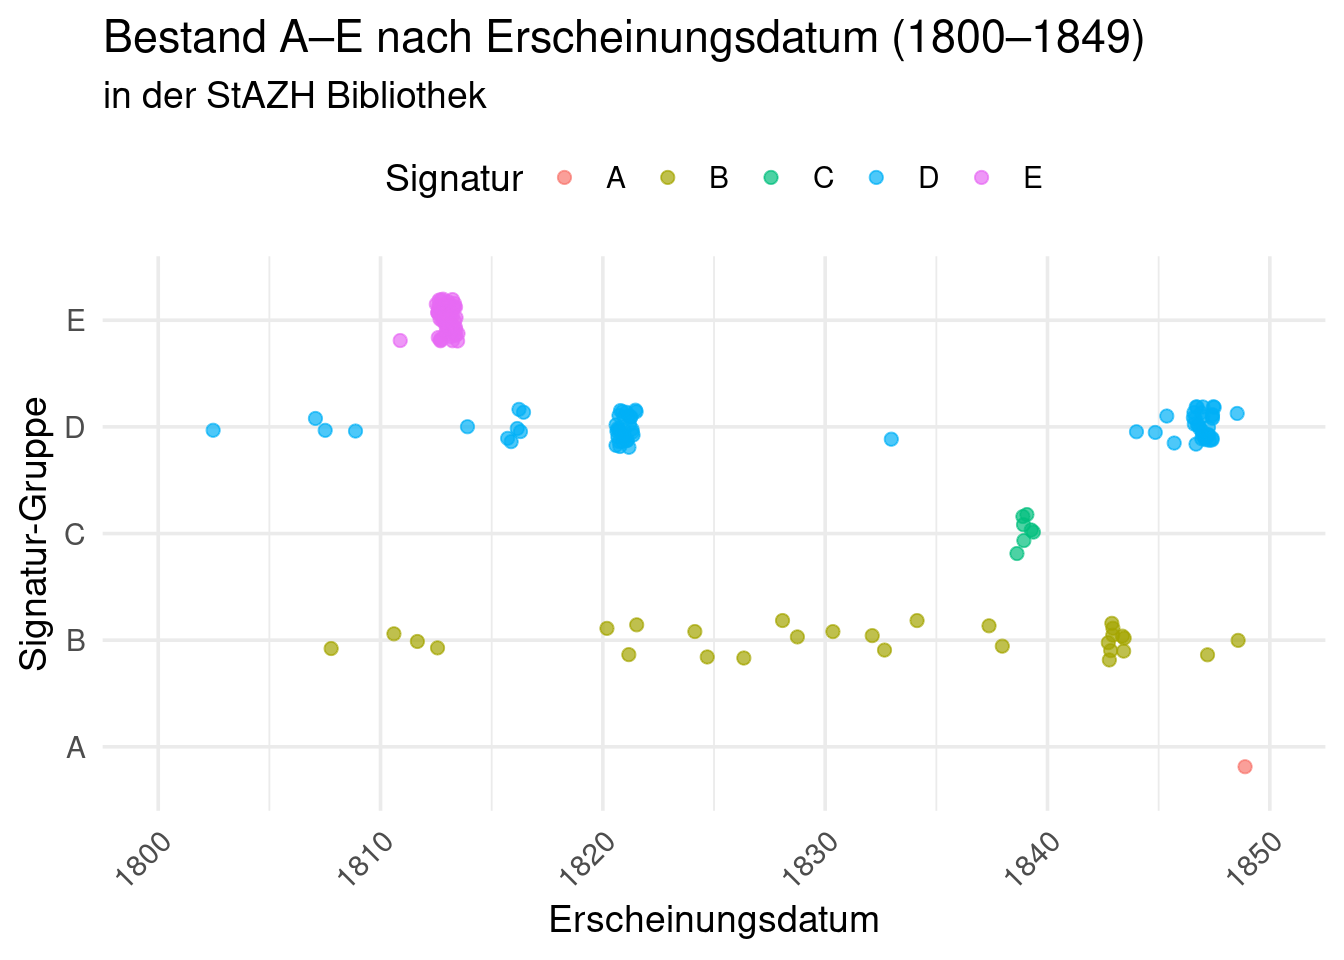 Bestand A–E nach Erscheinungsdatum (1800–1849)
in der StAZH Bibliothek
Signatur A B C D E
Signatur-Gruppe
E
D
C
B
A
1800 1810 1820 1830 1840 1850
Erscheinungsdatum